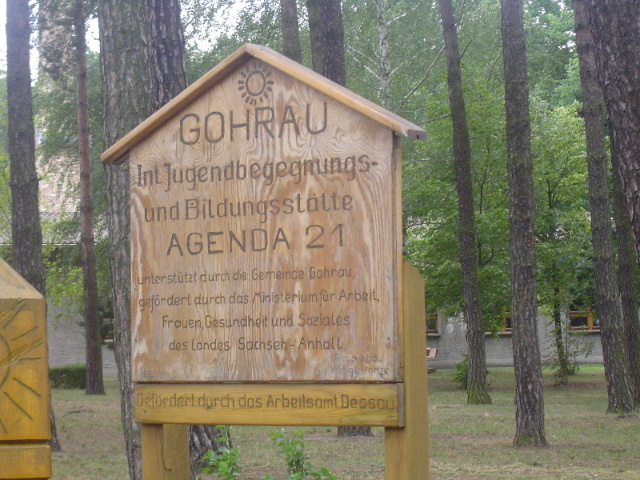 GOHRAU
Int. Jugendbegegnungs-
und Bildungsstätte
AGENDA 21
unterstützt durch die Gemeinde Gohrau,
gefördert durch das Ministerium für Arbeit,
Frauen, Gesundheit und Soziales
des Landes Sachsen-Anhalt
Gefördert durch das Arbeitsamt Dessau